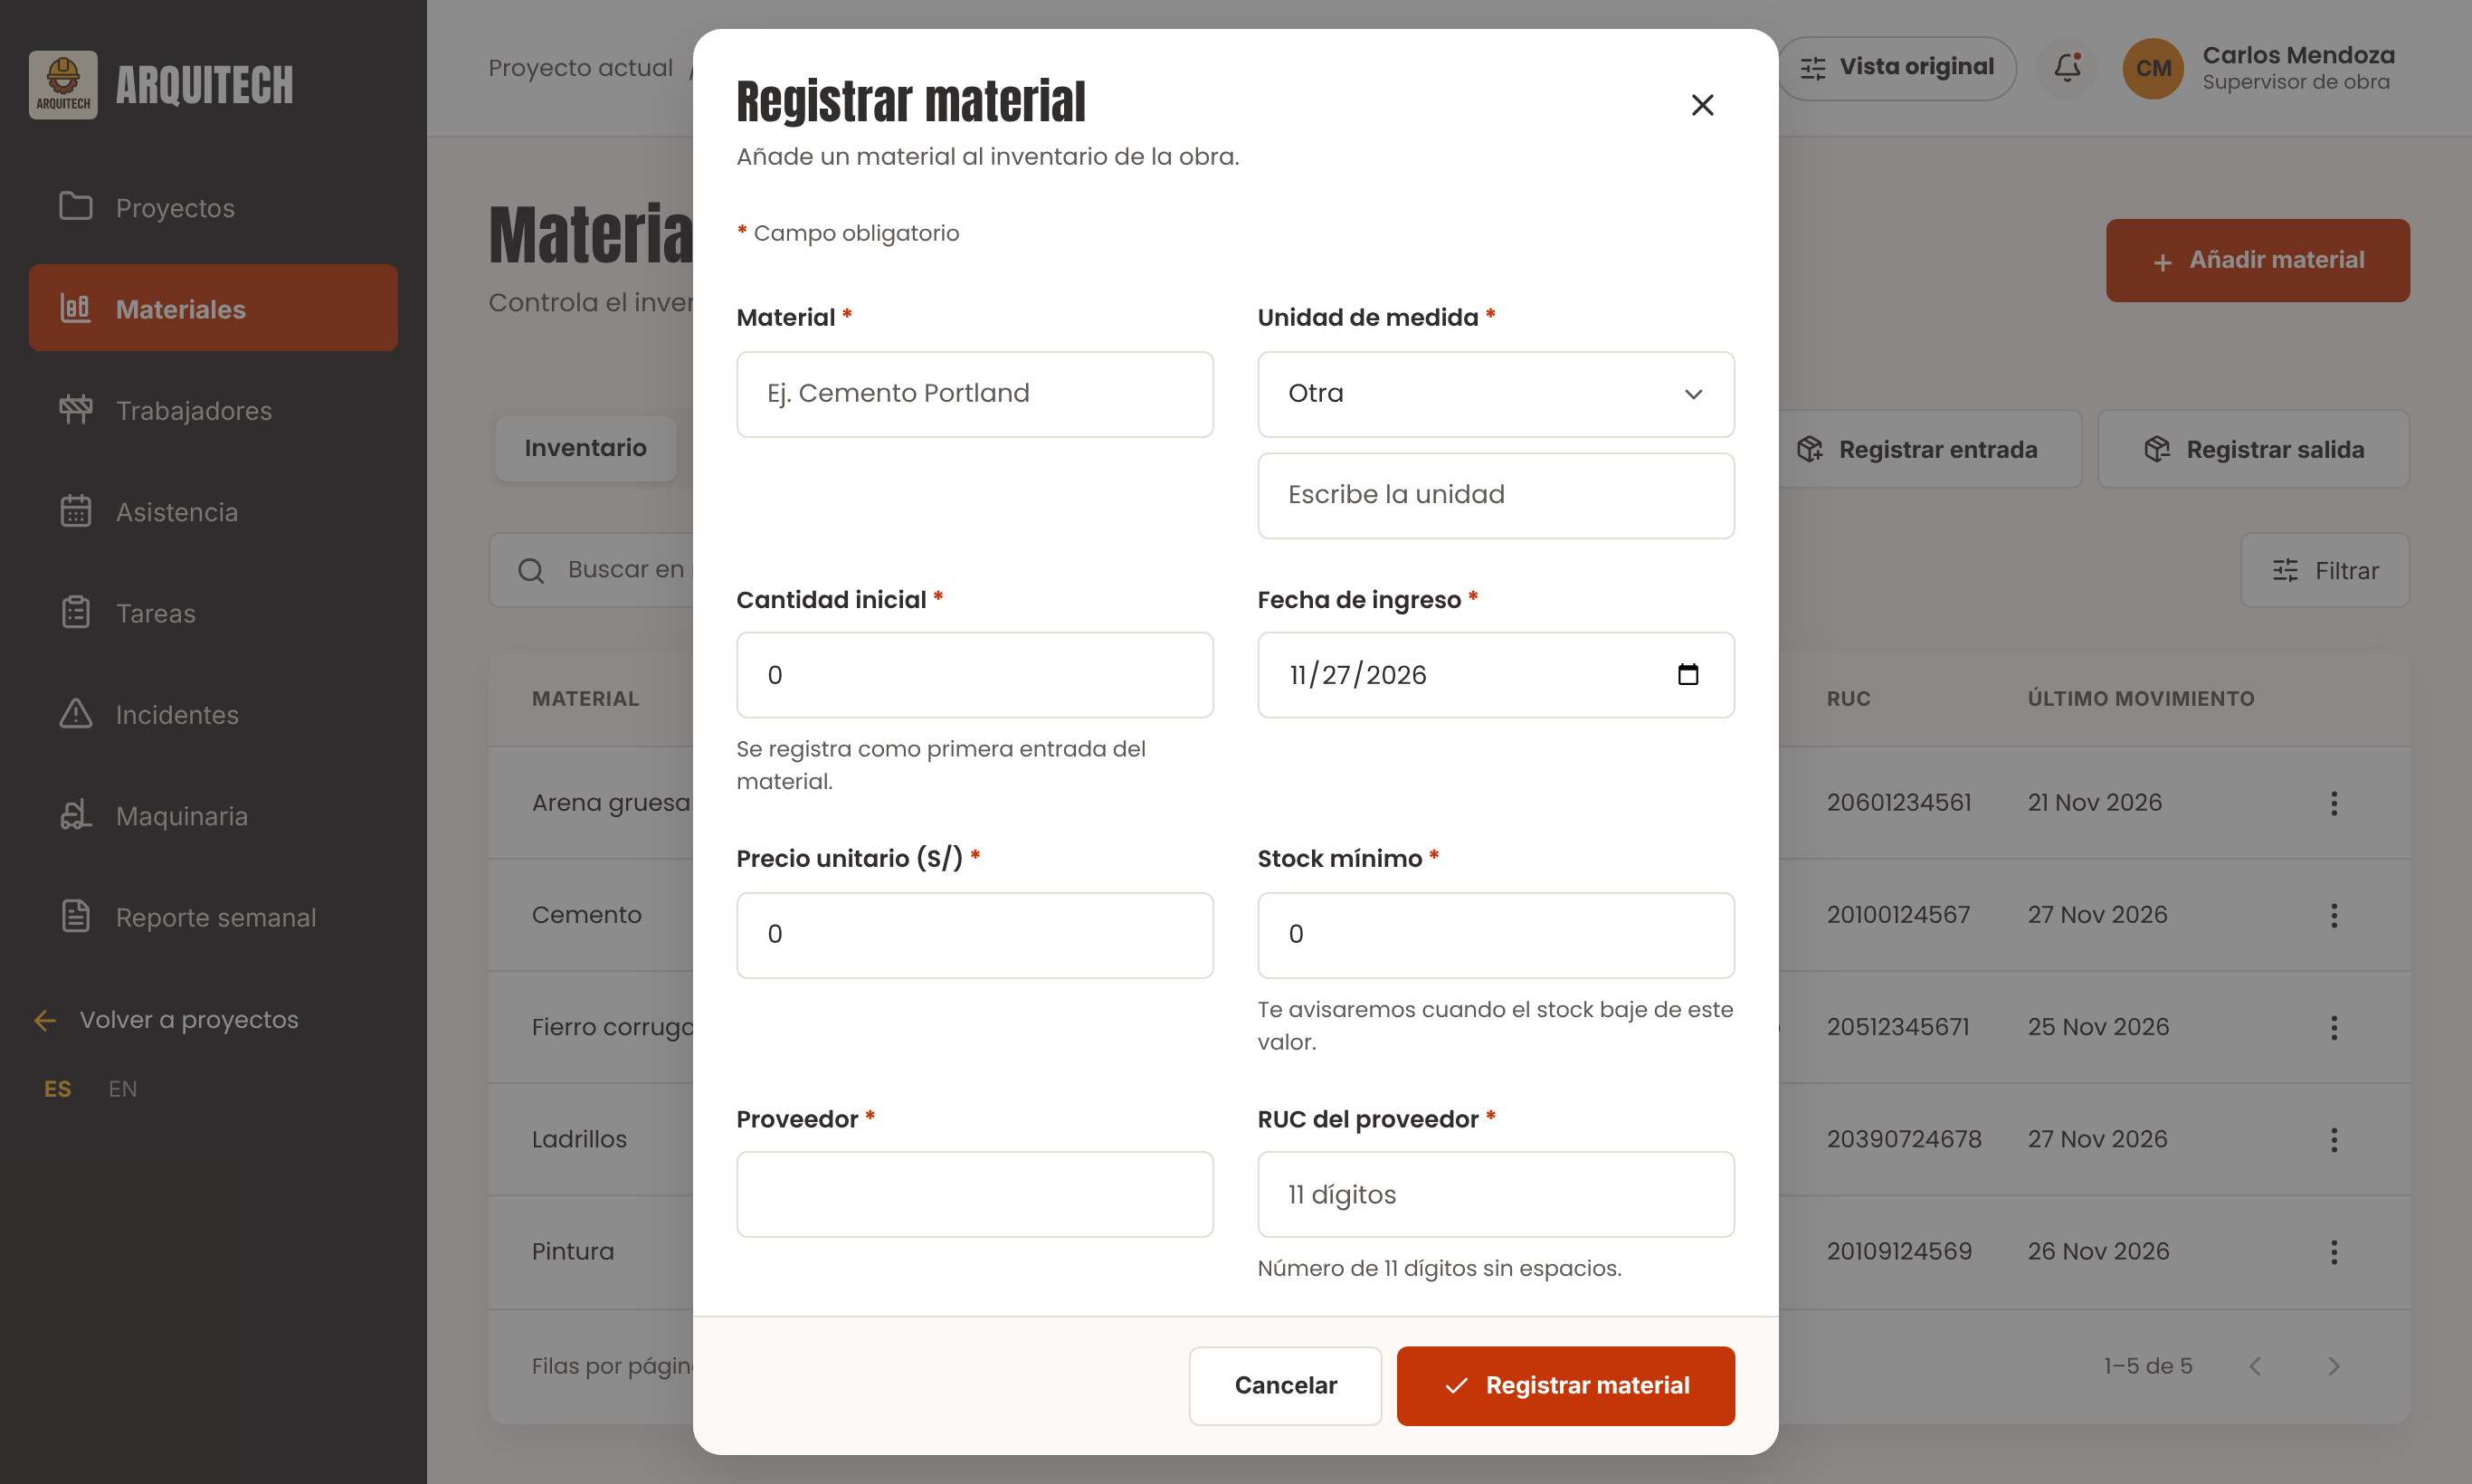 ARQUITECH
ARQUITECH
Proyectos
Materiales
Trabajadores
Asistencia
Tareas
Incidentes
Maquinaria
Reporte semanal
Volver a proyectos
ES EN
Proyecto actual /
Vista original
CM
Carlos Mendoza
Supervisor de obra
Controla el
Añadir material
Inventario
Registrar entrada
Registrar salida
Buscar en
Filtrar
MATERIAL
RUC
ÚLTIMO MOVIMIENTO
Arena gruesa
20601234561
21 Nov 2026
Cemento
20100124567
27 Nov 2026
Fierro
20512345671
25 Nov 2026
Ladrillos
20390724678
27 Nov 2026
Pintura
20109124569
26 Nov 2026
Filas por
1–5 de 5
Registrar material
Añade un material al inventario de la obra.
* Campo obligatorio
Material *
Ej. Cemento Portland
Unidad de medida *
Otra
Escribe la unidad
Cantidad inicial *
0
Se registra como primera entrada del
material.
Fecha de ingreso *
11/27/2026
Precio unitario (S/) *
0
Stock mínimo *
0
Te avisaremos cuando el stock baje de este
valor.
Proveedor *
RUC del proveedor *
11 dígitos
Número de 11 dígitos sin espacios.
Cancelar
Registrar material